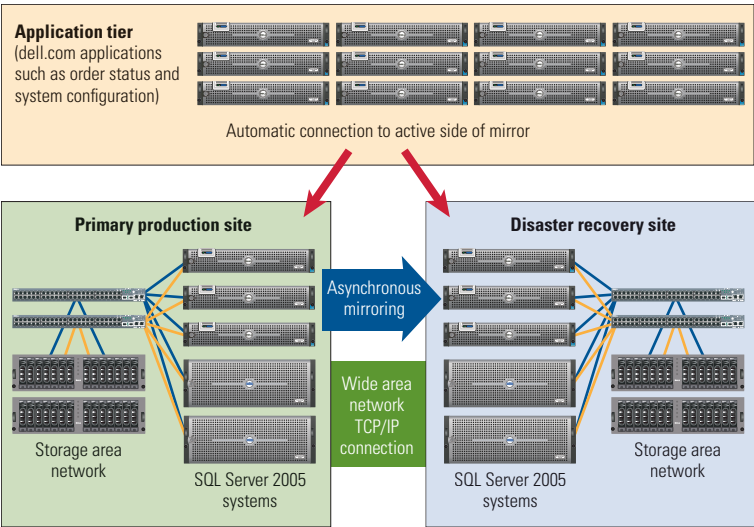 Application tier
(dell.com applications
such as order status and
system configuration)
Automatic connection to active side of mirror
Primary production site
Disaster recovery site
Asynchronous
mirroring
Wide area
network
TCP/IP
connection
Storage area
network
SQL Server 2005
systems
SQL Server 2005
systems
Storage area
network